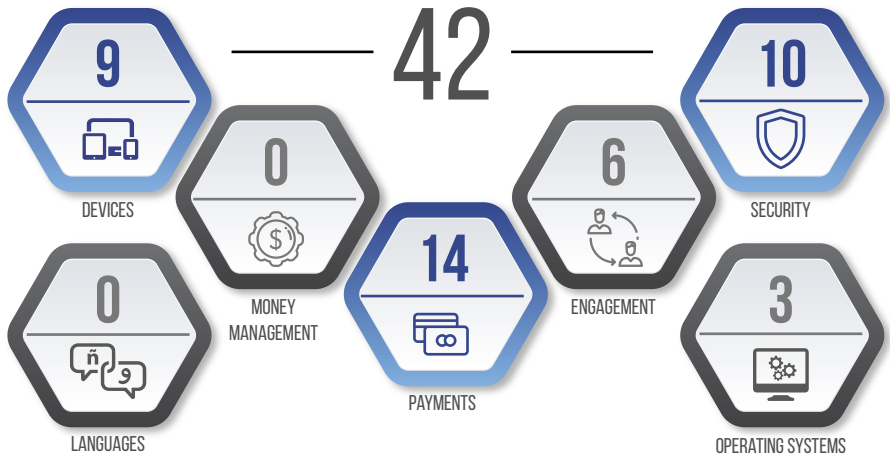 42
9
DEVICES
0
MONEY
MANAGEMENT
14
PAYMENTS
6
ENGAGEMENT
10
SECURITY
0
ñ
و
LANGUAGES
3
OPERATING SYSTEMS
$